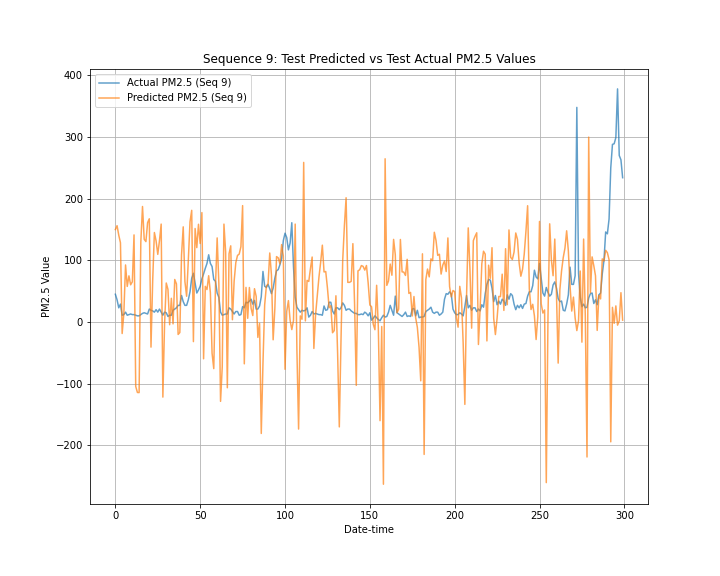 Sequence 9: Test Predicted vs Test Actual PM2.5 Values
Actual PM2.5 (Seq 9)
Predicted PM2.5 (Seq 9)
PM2.5 Value
400
300
200
100
0
−100
−200
0 50 100 150 200 250 300
Date-time